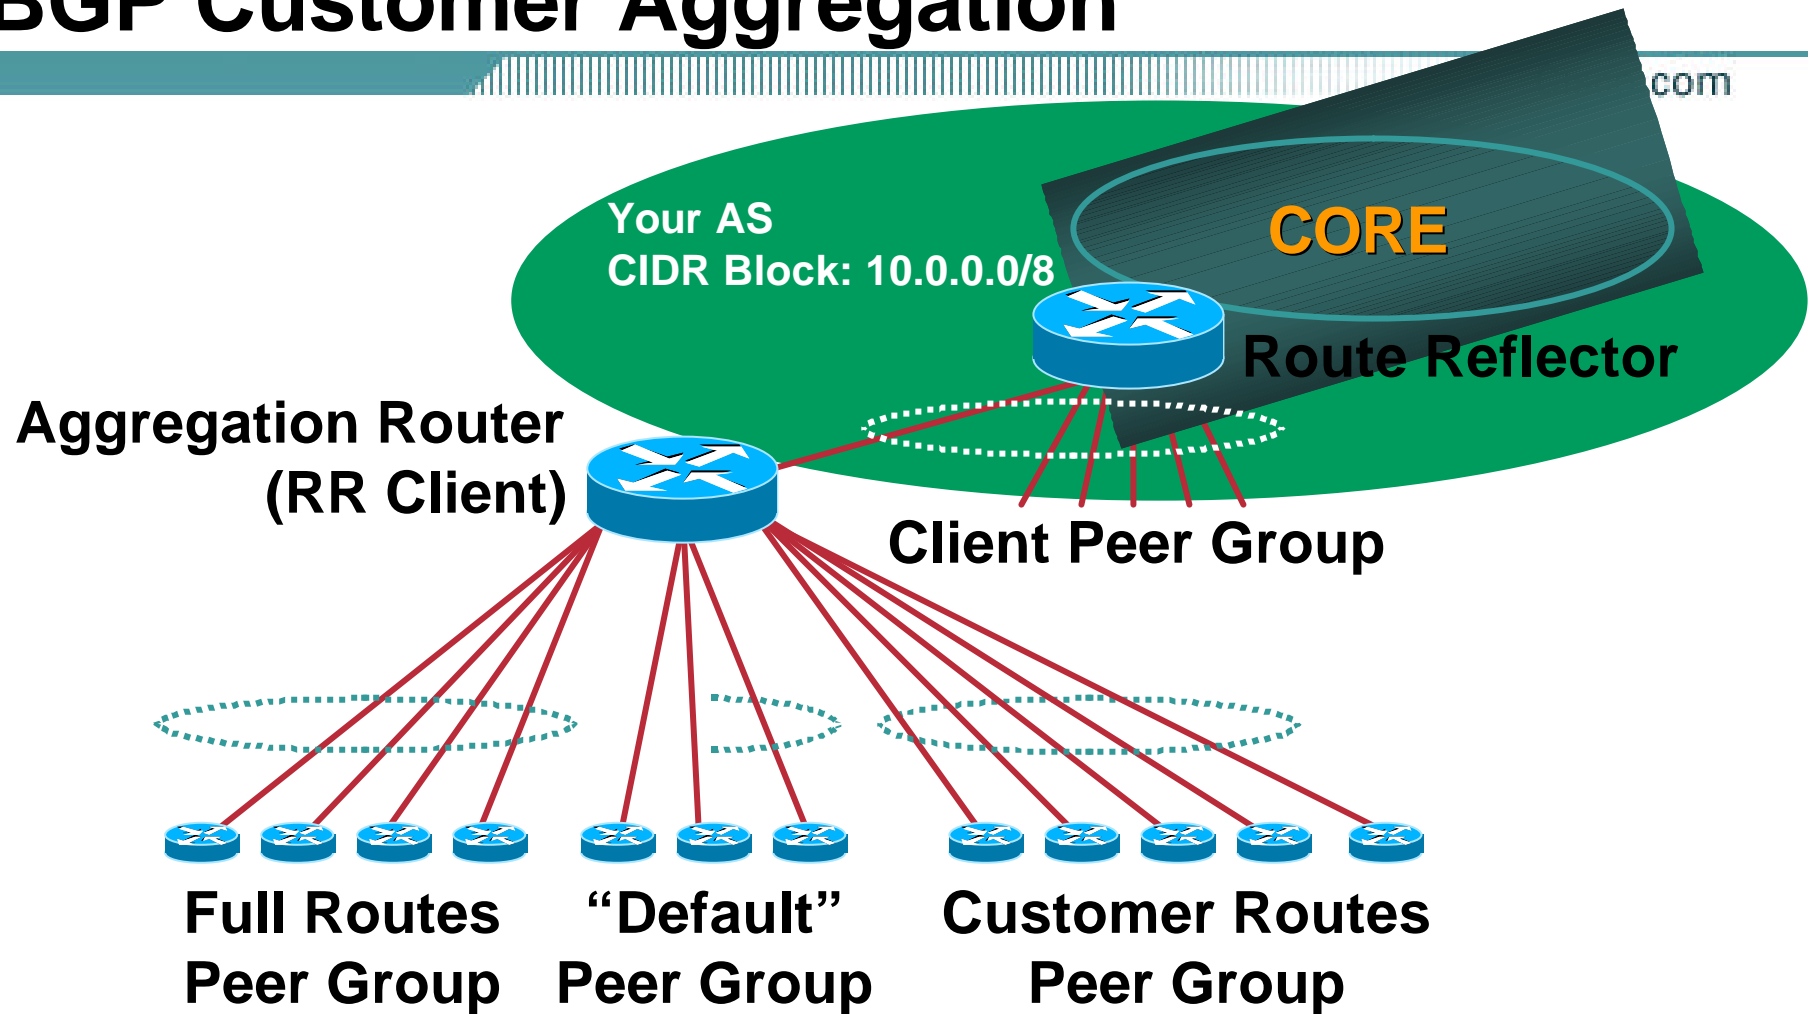 BGP Customer Aggregation
com
Your AS
CIDR Block: 10.0.0.0/8
CORE
Route Reflector
Aggregation Router
(RR Client)
Client Peer Group
Full Routes
Peer Group
“Default”
Peer Group
Customer Routes
Peer Group